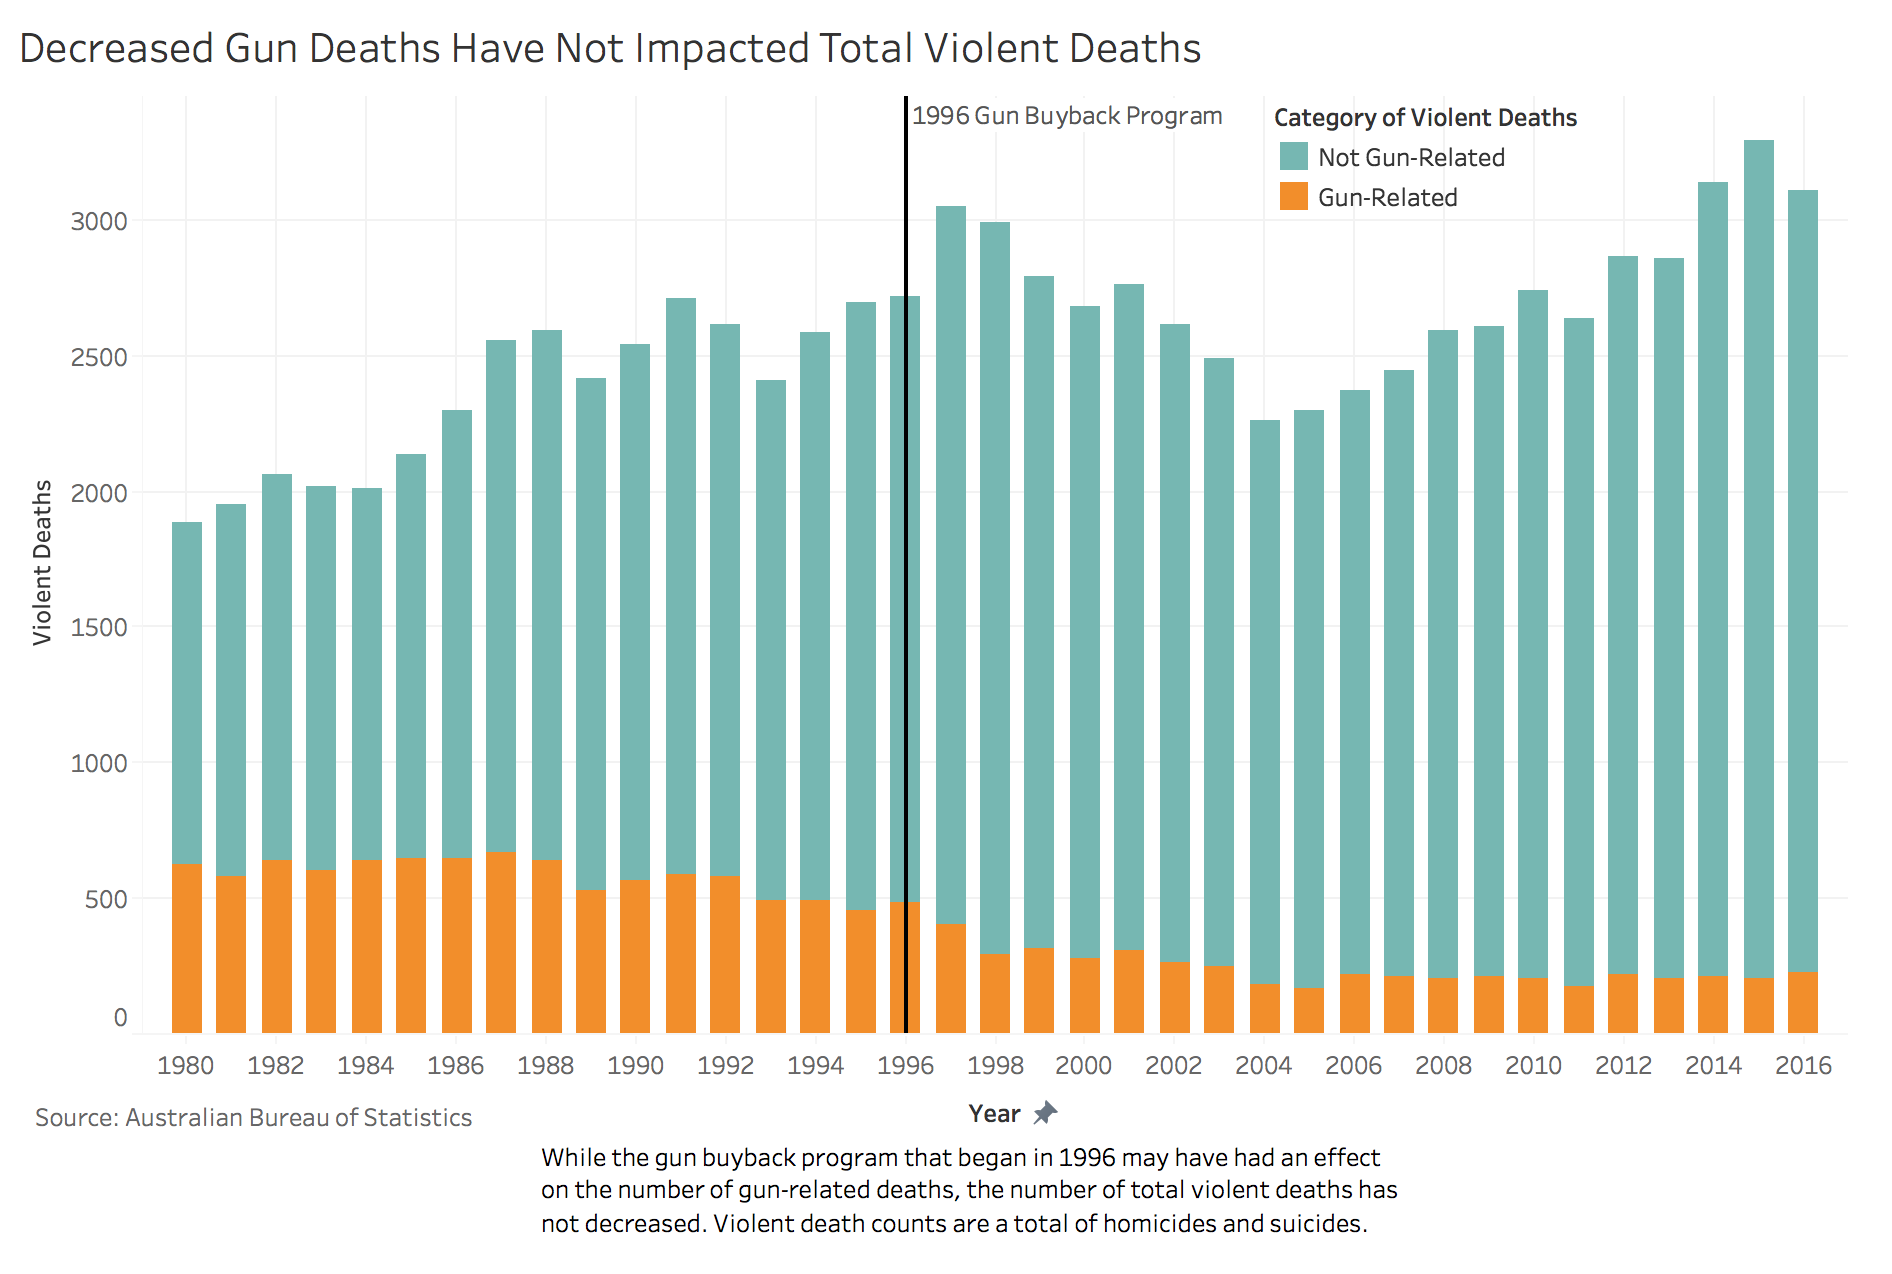 Decreased Gun Deaths Have Not Impacted Total Violent Deaths
1996 Gun Buyback Program
Category of Violent Deaths
Not Gun-Related
Gun-Related
Violent Deaths
3000
2500
2000
1500
1000
500
0
1980 1982 1984 1986 1988 1990 1992 1994 1996 1998 2000 2002 2004 2006 2008 2010 2012 2014 2016
Year
Source: Australian Bureau of Statistics
While the gun buyback program that began in 1996 may have had an effect
on the number of gun-related deaths, the number of total violent deaths has
not decreased. Violent death counts are a total of homicides and suicides.